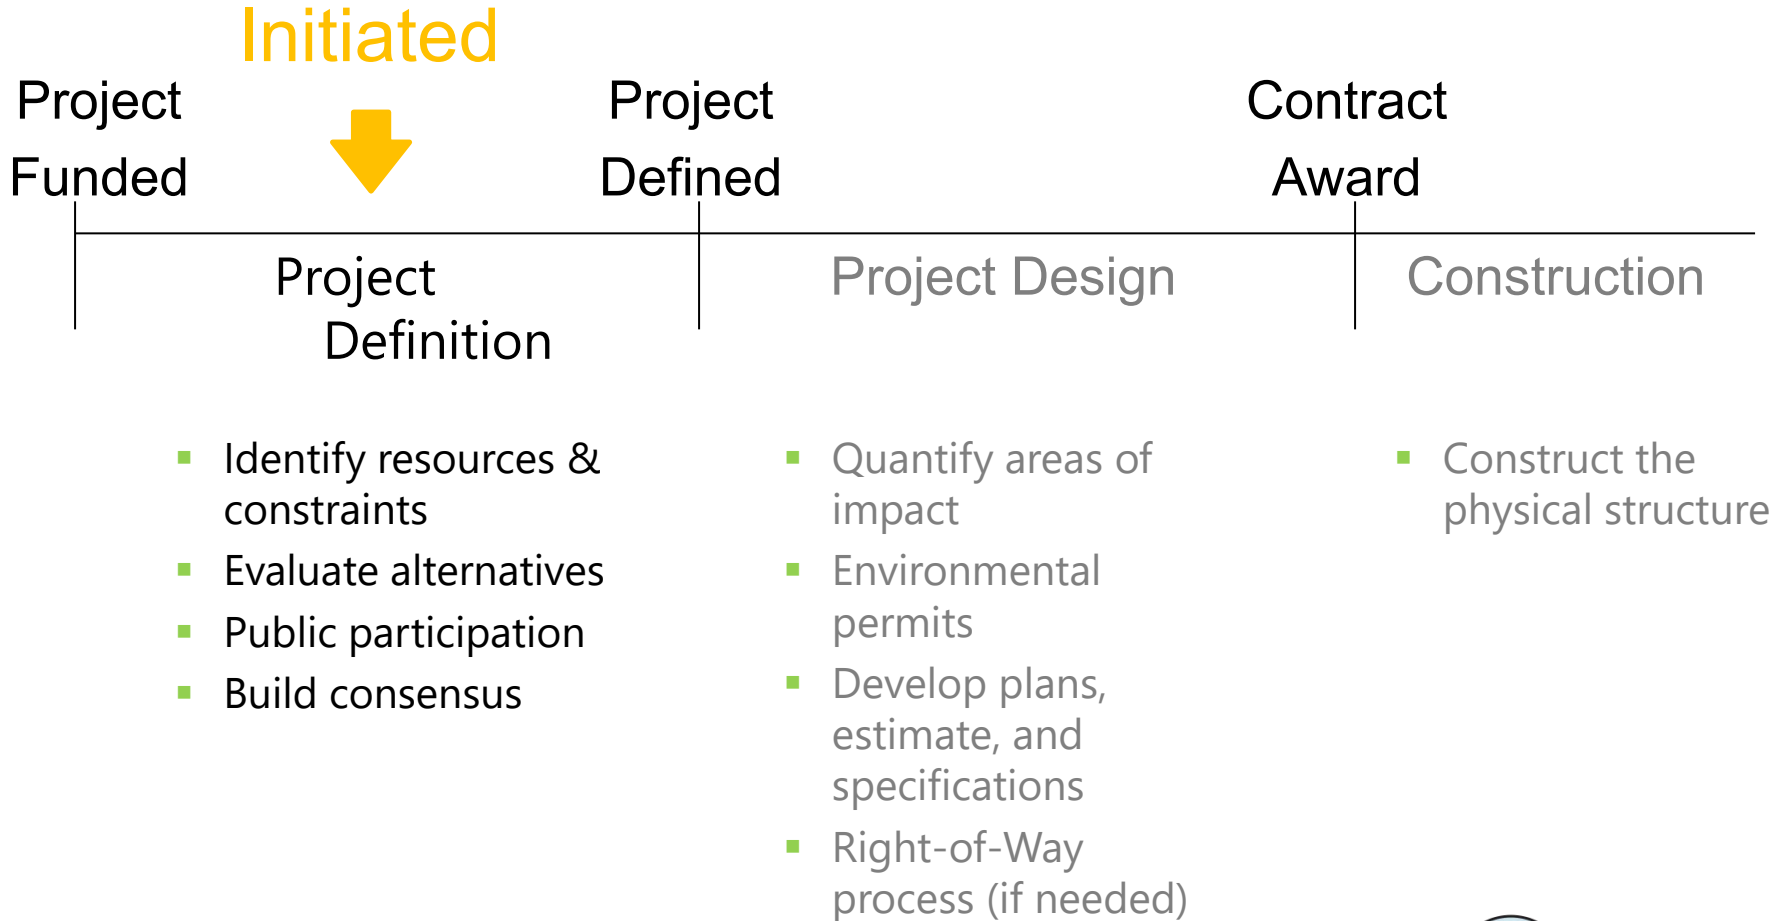 Initiated
Project
Funded
Project
Defined
Contract
Award
Project
Definition
Project Design
Construction
▪ Identify resources &
constraints
▪ Evaluate alternatives
▪ Public participation
▪ Build consensus
▪ Quantify areas of
impact
▪ Environmental
permits
▪ Develop plans,
estimate, and
specifications
▪ Right-of-Way
process (if needed)
▪ Construct the
physical structure